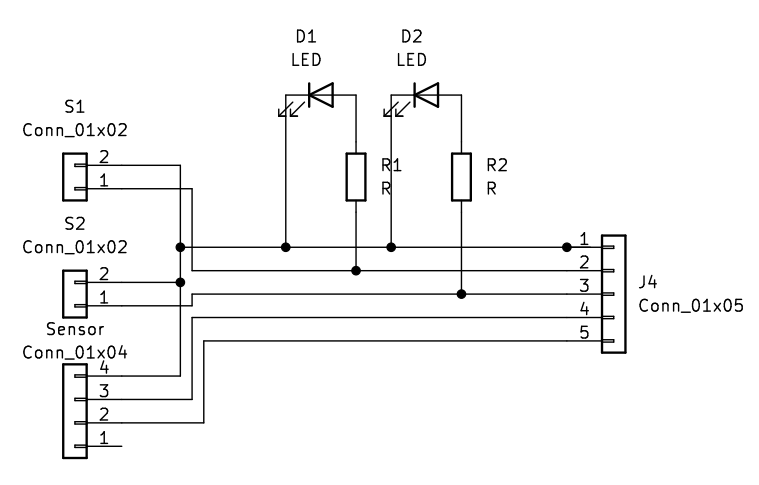 D1
LED
D2
LED
S1
Conn_01x02
2
1
R1
R
R2
R
S2
Conn_01x02
2
1
1
2
3
4
5
J4
Conn_01x05
Sensor
Conn_01x04
4
3
2
1